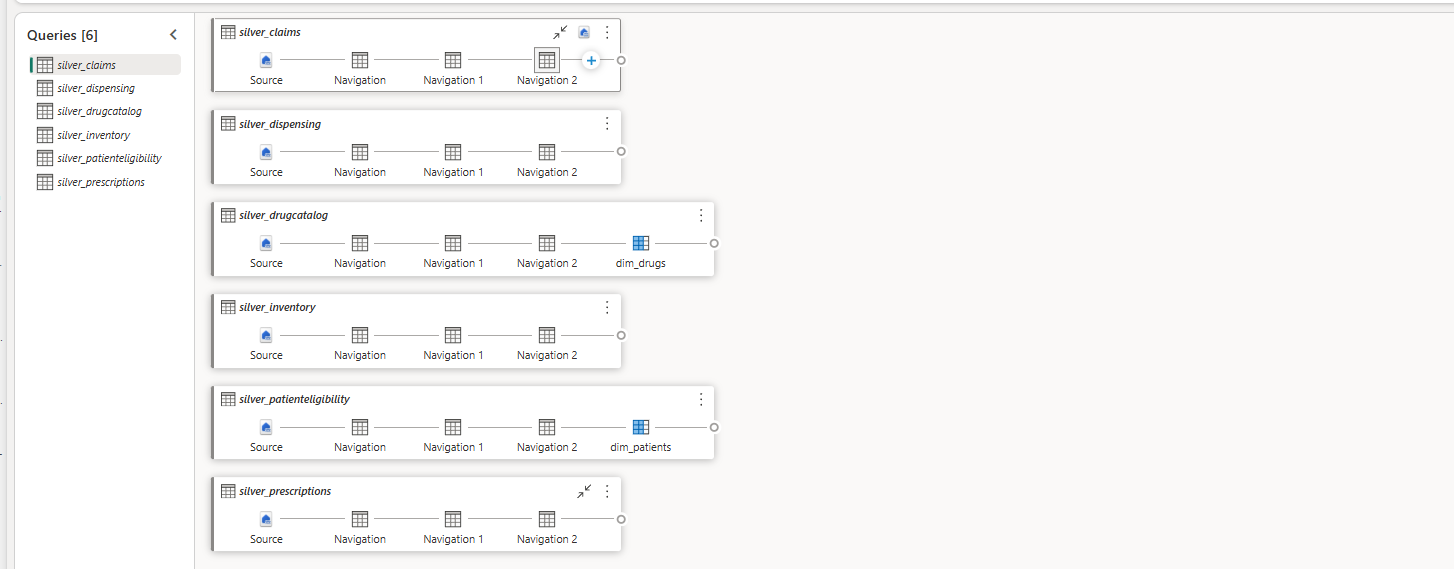 Queries [6]
silver_claims
silver_dispensing
silver_drugcatalog
silver_inventory
silver_patienteligibility
silver_prescriptions
silver_claims
Source Navigation Navigation 1 Navigation 2
silver_dispensing
Source Navigation Navigation 1 Navigation 2
silver_drugcatalog
Source Navigation Navigation 1 Navigation 2 dim_drugs
silver_inventory
Source Navigation Navigation 1 Navigation 2
silver_patienteligibility
Source Navigation Navigation 1 Navigation 2 dim_patients
silver_prescriptions
Source Navigation Navigation 1 Navigation 2